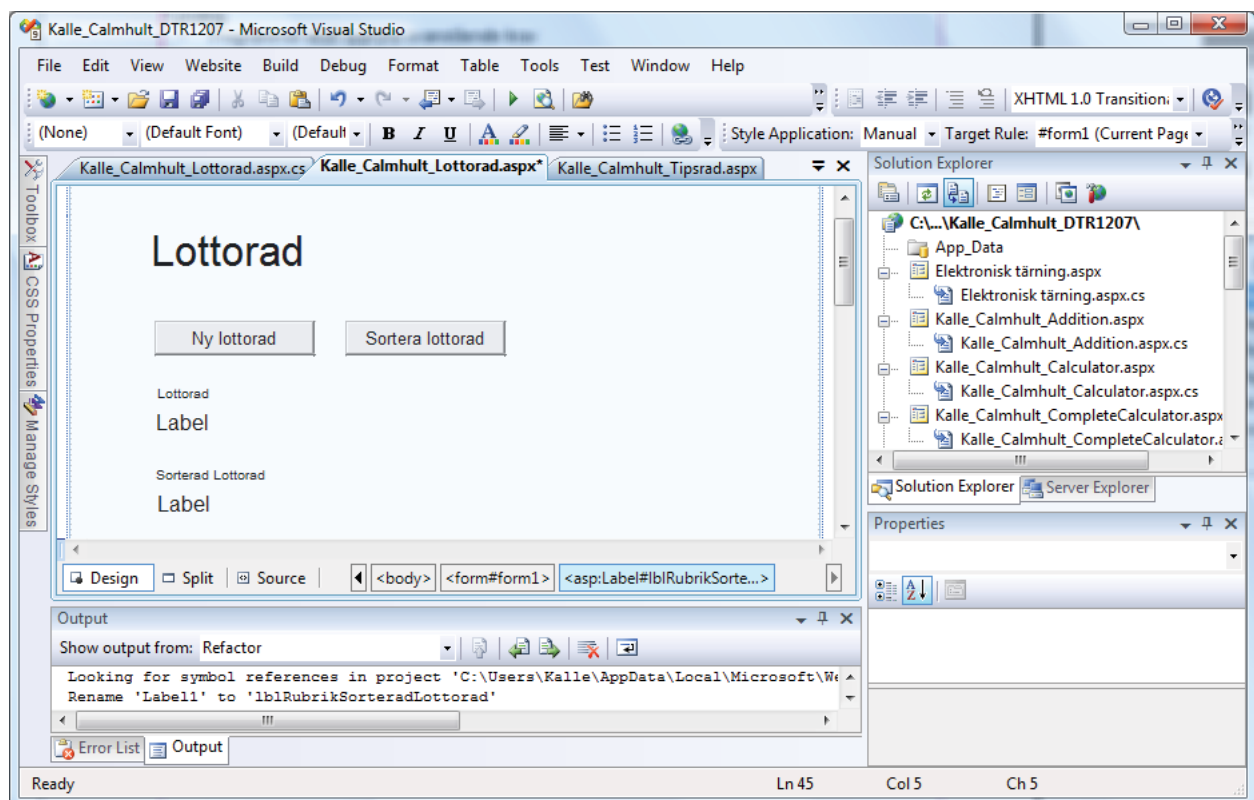 Kalle_Calmhult_DTR1207 - Microsoft Visual Studio
File Edit View Website Build Debug Format Table Tools Test Window Help
XHTML 1.0 Transition
(None) (Default Font) (Default B I U A Style Application: Manual Target Rule: #form1 (Current Page
Toolbox
CSS Properties
Manage Styles
Kalle_Calmhult_Lottorad.aspx.cs Kalle_Calmhult_Lottorad.aspx* Kalle_Calmhult_Tipsrad.aspx
Lottorad
Ny lottorad Sortera lottorad
Lottorad
Label
Sorterad Lottorad
Label
Design Split Source <body> <form#form1> <asp:Label#lblRubrikSorte...>
Output
Show output from: Refactor
Looking for symbol references in project 'C:\Users\Kalle\AppData\Local\Microsoft\We
Rename 'Label1' to 'lblRubrikSorteradLottorad'
Error List Output
Solution Explorer
C:\...\Kalle_Calmhult_DTR1207\
App_Data
Elektronisk tärning.aspx
Elektronisk tärning.aspx.cs
Kalle_Calmhult_Addition.aspx
Kalle_Calmhult_Addition.aspx.cs
Kalle_Calmhult_Calculator.aspx
Kalle_Calmhult_Calculator.aspx.cs
Kalle_Calmhult_CompleteCalculator.aspx
Kalle_Calmhult_CompleteCalculator.a
Solution Explorer Server Explorer
Properties
Ready Ln 45 Col 5 Ch 5